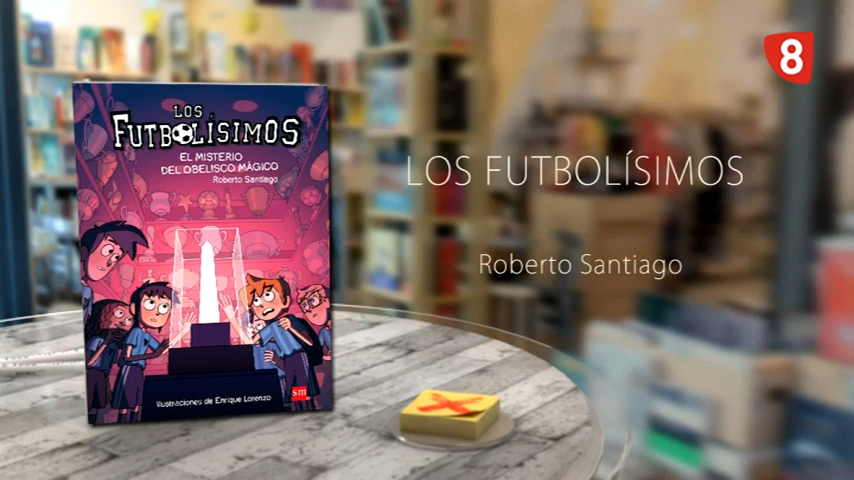 LOS
FUTBOLÍSIMOS
EL MISTERIO
DEL OBELISCO MÁGICO
Roberto Santiago
Ilustraciones de Enrique Lorenzo
sm
8
LOS FUTBOLÍSIMOS
Roberto Santiago